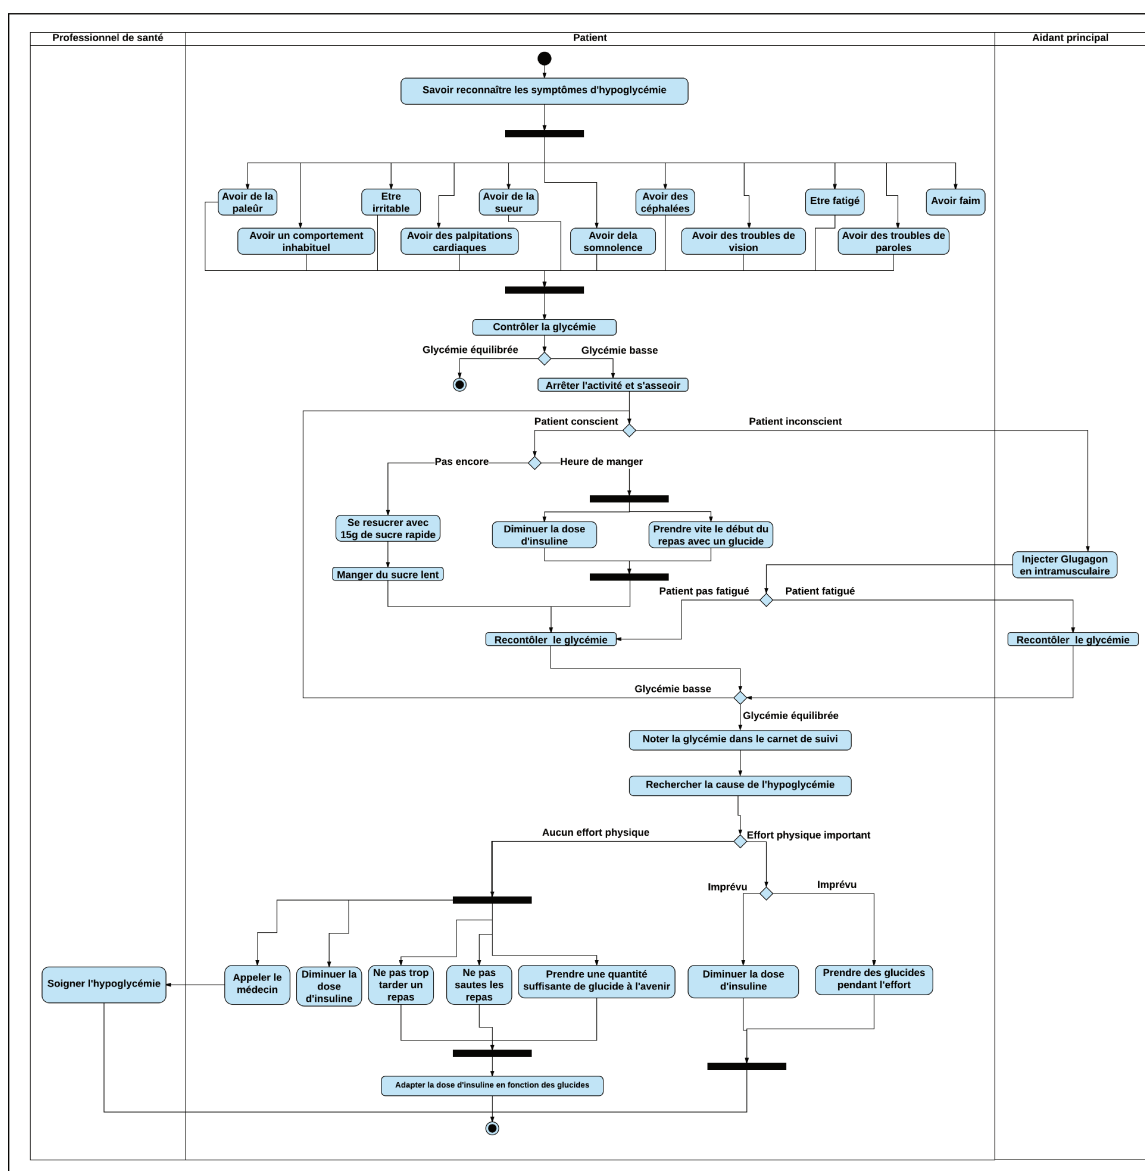 Professionnel de santé
Patient
Aidant principal
Savoir reconnaître les symptômes d'hypoglycémie
Avoir de la
paleûr
Etre
irritable
Avoir de la
sueur
Avoir des
céphalées
Etre fatigé
Avoir faim
Avoir un comportement
inhabituel
Avoir des palpitations
cardiaques
Avoir dela
somnolence
Avoir des troubles de
vision
Avoir des troubles de
paroles
Contrôler la glycémie
Glycémie équilibrée
Glycémie basse
Arrêter l'activité et s'asseoir
Patient conscient
Patient inconscient
Pas encore
Heure de manger
Se resucrer avec
15g de sucre rapide
Diminuer la dose
d'insuline
Prendre vite le début du
repas avec un glucide
Manger du sucre lent
Injecter Glugagon
en intramusculaire
Patient pas fatigué
Patient fatigué
Recontôler le glycémie
Recontôler le glycémie
Glycémie basse
Glycémie équilibrée
Noter la glycémie dans le carnet de suivi
Rechercher la cause de l'hypoglycémie
Aucun effort physique
Effort physique important
Imprévu
Imprévu
Soigner l'hypoglycémie
Appeler le
médecin
Diminuer la
dose
d'insuline
Ne pas trop
tarder un
repas
Ne pas
sautes les
repas
Prendre une quantité
suffisante de glucide à l'avenir
Diminuer la dose
d'insuline
Prendre des glucides
pendant l'effort
Adapter la dose d'insuline en fonction des glucides